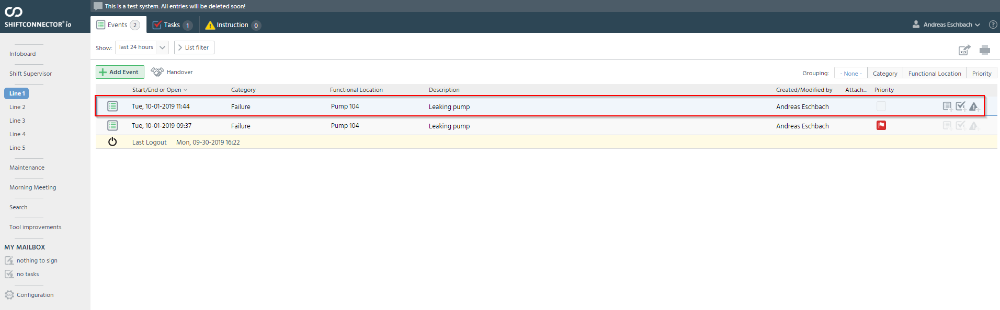 This is a test system. All entries will be deleted soon!
SHIFTCONNECTOR® io
Events 2 Tasks 1 Instruction 0 Andreas Eschbach ?
Show: last 24 hours List filter
XLS
Add Event Handover Grouping: - None - Category Functional Location Priority
Start/End or Open Category Functional Location Description Created/Modified by Attach... Priority
Tue, 10-01-2019 11:44 Failure Pump 104 Leaking pump Andreas Eschbach
Tue, 10-01-2019 09:37 Failure Pump 104 Leaking pump Andreas Eschbach
Last Logout Mon, 09-30-2019 16:22
Infoboard
Shift Supervisor
Line 1
Line 2
Line 3
Line 4
Line 5
Maintenance
Morning Meeting
Search
Tool improvements
MY MAILBOX
nothing to sign
no tasks
Configuration